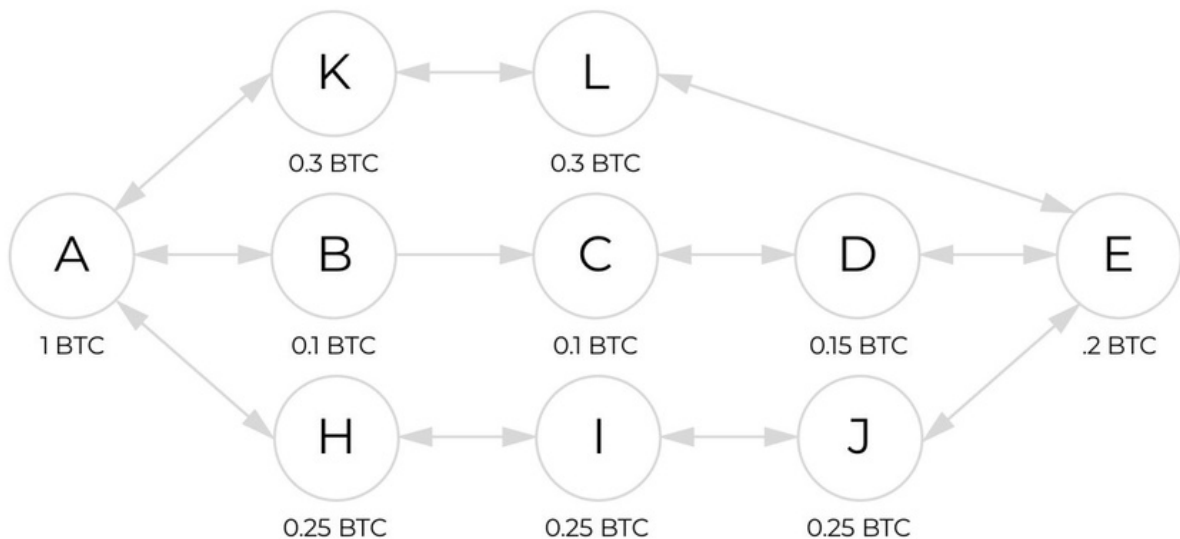 K L
0.3 BTC 0.3 BTC
A B C D E
1 BTC 0.1 BTC 0.1 BTC 0.15 BTC .2 BTC
H I J
0.25 BTC 0.25 BTC 0.25 BTC